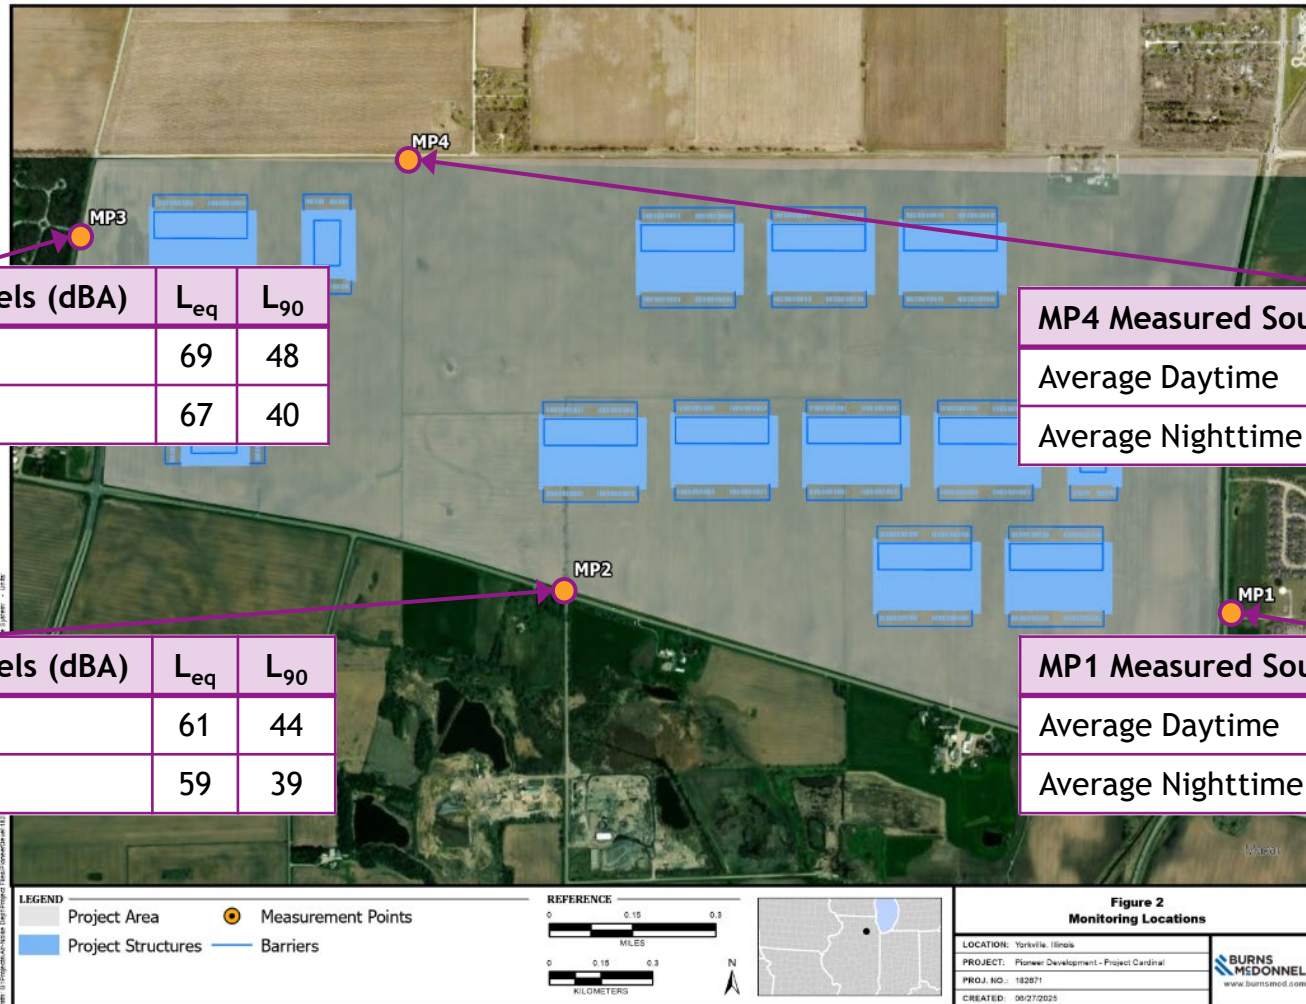 MP4
MP3
els (dBA) Leq L90
69 48
67 40
MP4 Measured Sou
Average Daytime
Average Nighttime
MP2
MP1
els (dBA) Leq L90
61 44
59 39
MP1 Measured Sou
Average Daytime
Average Nighttime
LEGEND
Project Area
Measurement Points
Project Structures
Barriers
REFERENCE
0 0.15 0.3
MILES
0 0.15 0.3
KILOMETERS
N
Figure 2
Monitoring Locations
LOCATION: Yorkville, Illinois
PROJECT: Pioneer Development - Project Cardinal
PROJ. NO.: 182871
CREATED: 06/27/2025
BURNS
MCDONNEL
www.burnsmcd.com